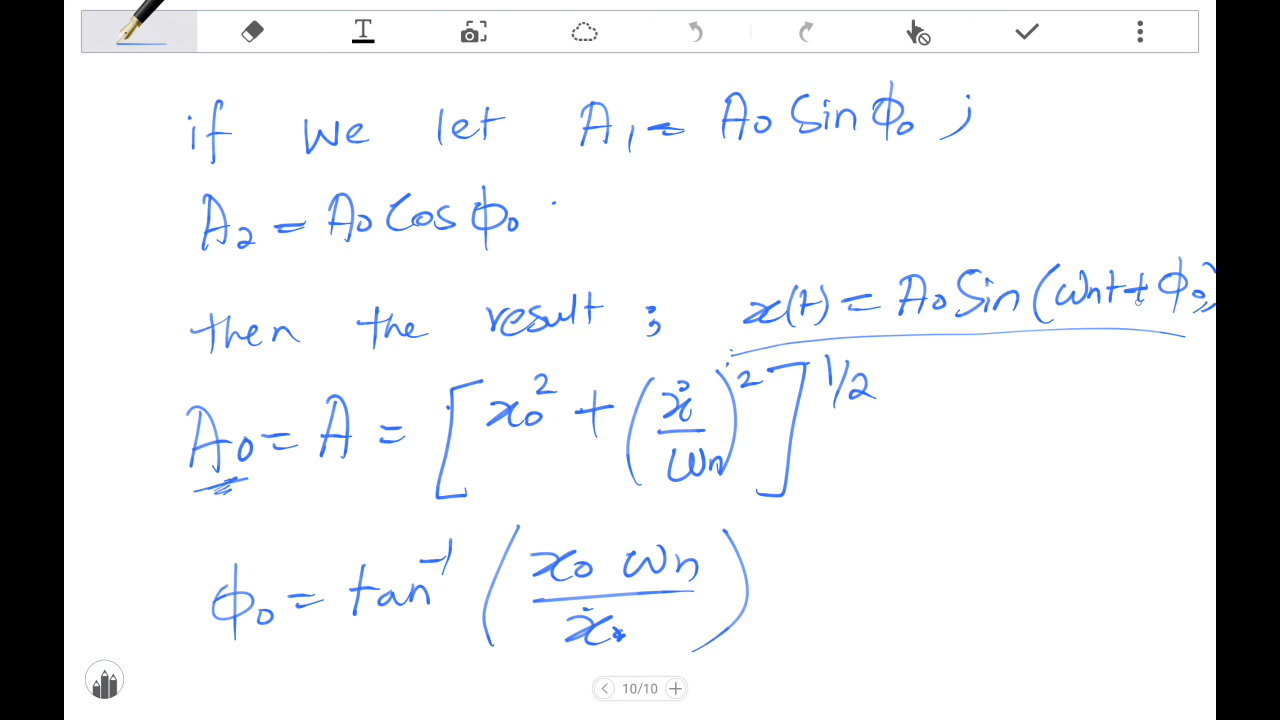 T
if we let A₁ = A₀ Sin ϕ₀ ;
A₂ = A₀ Cos ϕ₀ .
then the result ; x(t) = A₀ Sin (ωnt + ϕ₀)
A₀ = A = [ x₀² + ( ẋ / ωn )² ]^1/2
ϕ₀ = tan⁻¹ ( x₀ ωn / ẋ₀ )
10/10